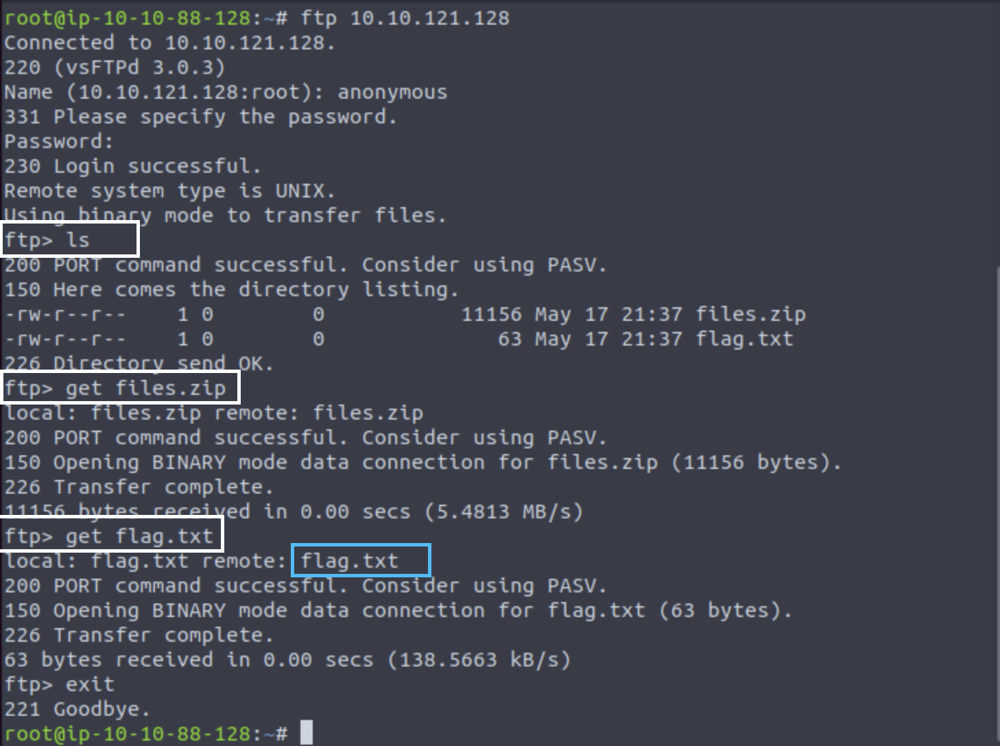 root@ip-10-10-88-128:~# ftp 10.10.121.128
Connected to 10.10.121.128.
220 (vsFTPd 3.0.3)
Name (10.10.121.128:root): anonymous
331 Please specify the password.
Password:
230 Login successful.
Remote system type is UNIX.
Using binary mode to transfer files.
ftp> ls
200 PORT command successful. Consider using PASV.
150 Here comes the directory listing.
-rw-r--r--    1 0        0           11156 May 17 21:37 files.zip
-rw-r--r--    1 0        0              63 May 17 21:37 flag.txt
226 Directory send OK.
ftp> get files.zip
local: files.zip remote: files.zip
200 PORT command successful. Consider using PASV.
150 Opening BINARY mode data connection for files.zip (11156 bytes).
226 Transfer complete.
11156 bytes received in 0.00 secs (5.4813 MB/s)
ftp> get flag.txt
local: flag.txt remote: flag.txt
200 PORT command successful. Consider using PASV.
150 Opening BINARY mode data connection for flag.txt (63 bytes).
226 Transfer complete.
63 bytes received in 0.00 secs (138.5663 kB/s)
ftp> exit
221 Goodbye.
root@ip-10-10-88-128:~#